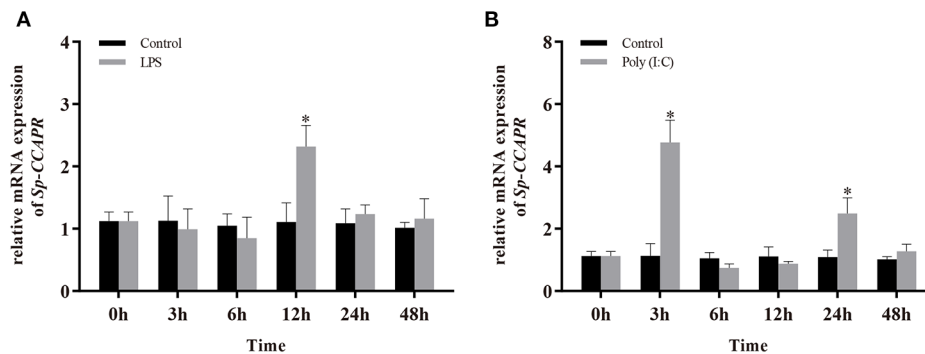 A
relative mRNA expression
of Sp-CCAPR
4
3
2
1
0
Control
LPS
*
0h 3h 6h 12h 24h 48h
Time
B
relative mRNA expression
of Sp-CCAPR
8
6
4
2
0
Control
Poly (I:C)
*
*
0h 3h 6h 12h 24h 48h
Time